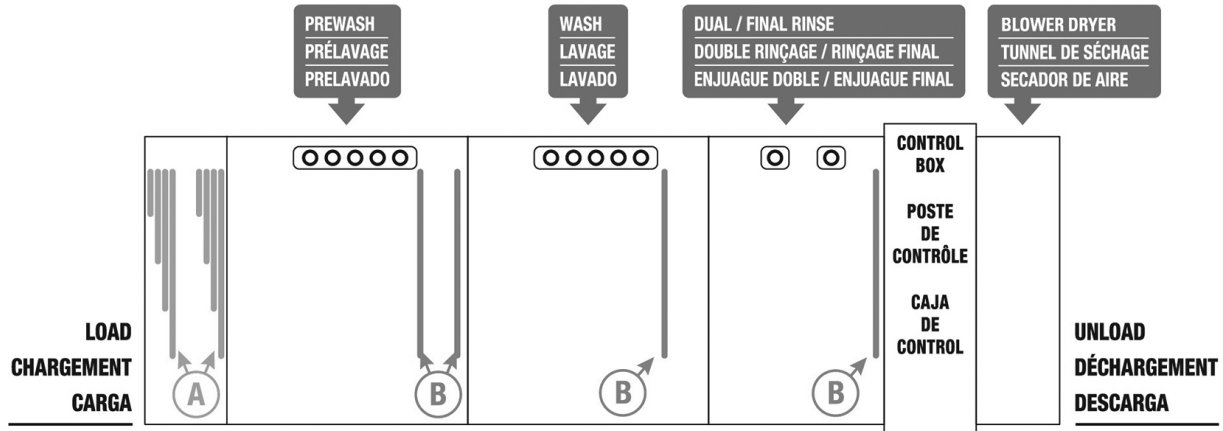 PREWASH
PRÉLAVAGE
PRELAVADO
WASH
LAVAGE
LAVADO
DUAL / FINAL RINSE
DOUBLE RINÇAGE / RINÇAGE FINAL
ENJUAGUE DOBLE / ENJUAGUE FINAL
BLOWER DRYER
TUNNEL DE SÉCHAGE
SECADOR DE AIRE
LOAD
CHARGEMENT
CARGA
A
B
B
B
CONTROL
BOX
POSTE
DE
CONTRÔLE
CAJA
DE
CONTROL
UNLOAD
DÉCHARGEMENT
DESCARGA